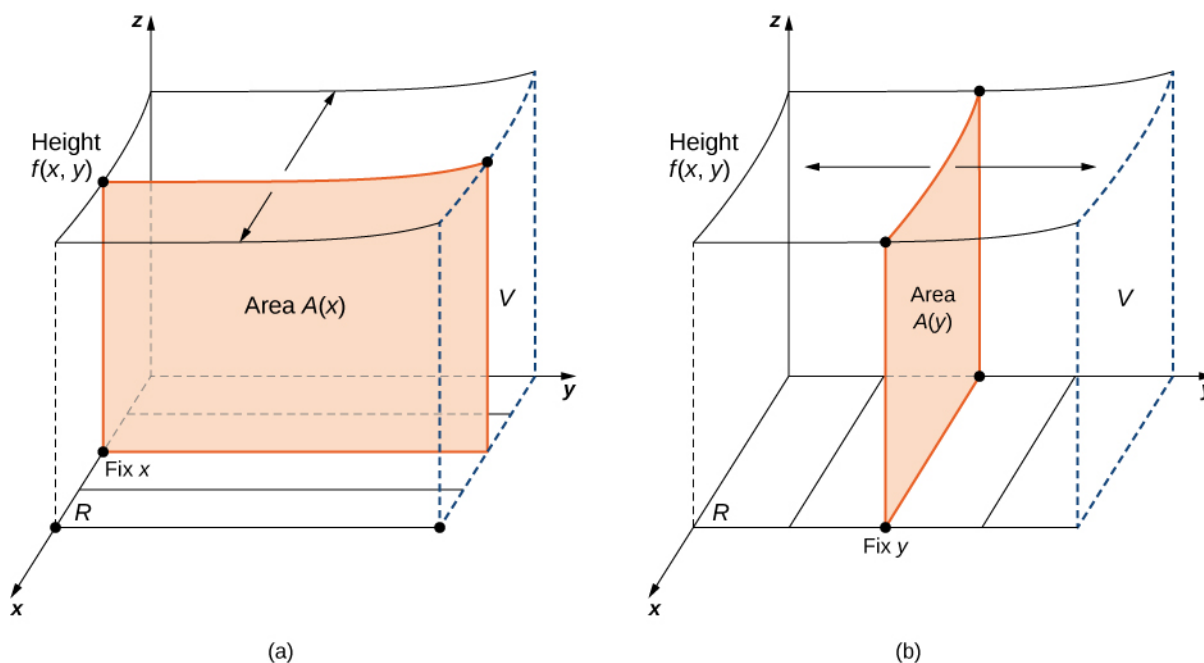 z
Height
f(x, y)
Area A(x)
V
y
Fix x
R
x
(a)
z
Height
f(x, y)
Area
A(y)
V
y
R
Fix y
x
(b)